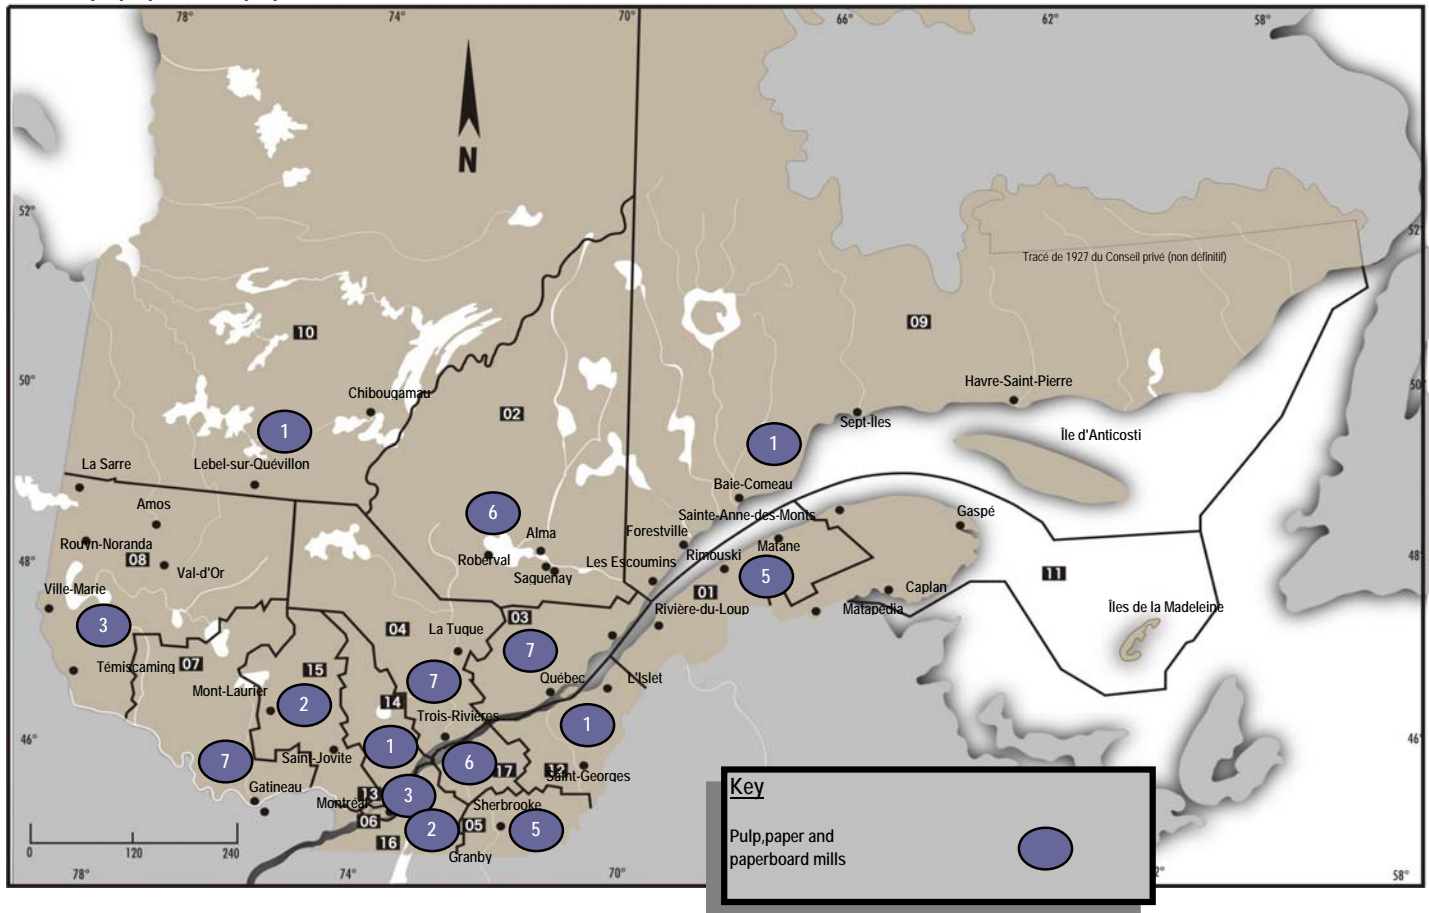 78°
74°
70°
66°
62°
58°
N
52°
52°
Tracé de 1927 du Conseil privé (non définitif)
10
09
50°
50°
Havre-Saint-Pierre
Chibougamau
02
Sept-Îles
1
1
Île d'Anticosti
La Sarre
Lebel-sur-Quévillon
Baie-Comeau
Amos
6
Sainte-Anne-des-Monts
Gaspé
Alma
Forestville
Rouyn-Noranda
Roberval
Rimouski
Matane
48°
48°
08
Val-d'Or
Saguenay
Les Escoumins
5
11
Ville-Marie
01
Caplan
Rivière-du-Loup
Matapédia
Îles de la Madeleine
3
04
03
La Tuque
7
Témiscaming
07
15
7
Québec
L'Islet
Mont-Laurier
2
14
Trois-Rivières
1
46°
46°
1
Saint-Jovite
7
6
17
12
Saint-Georges
Gatineau
13
3
Montréal
Sherbrooke
06
2
05
5
16
Granby
0
120
240
78°
74°
70°
58°
Key
Pulp,paper and
paperboard mills